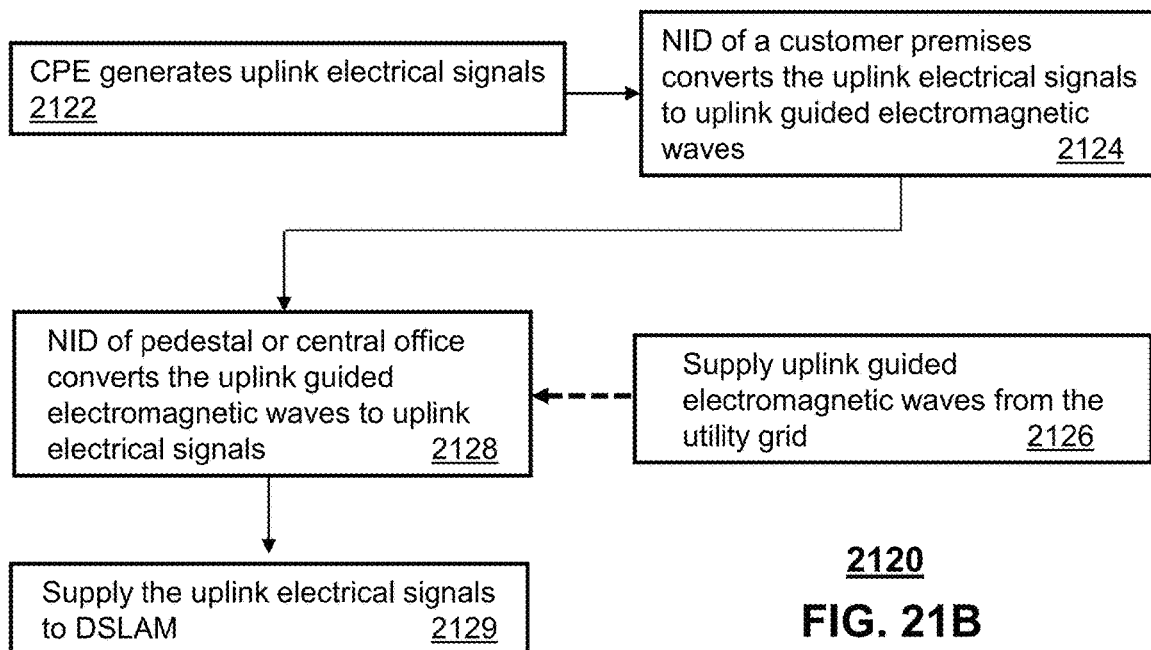 CPE generates uplink electrical signals
2122
NID of a customer premises
converts the uplink electrical signals
to uplink guided electromagnetic
waves 2124
NID of pedestal or central office
converts the uplink guided
electromagnetic waves to uplink
electrical signals 2128
Supply uplink guided
electromagnetic waves from the
utility grid 2126
Supply the uplink electrical signals
to DSLAM 2129
2120
FIG. 21B